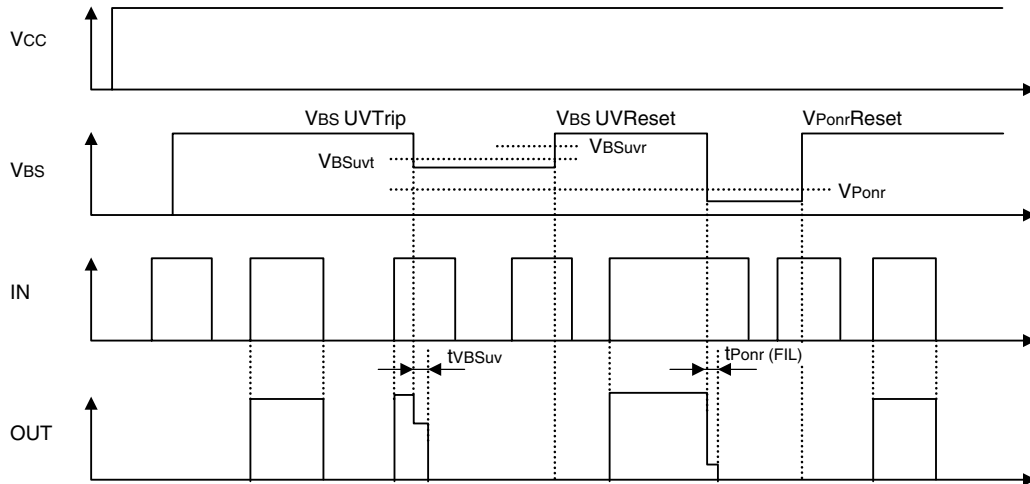 VCC
VBS UVTrip
VBS UVReset
VPonrReset
VBSuvr
VBSuvt
VBS
VPonr
IN
tVBSuv
tPonr (FIL)
OUT